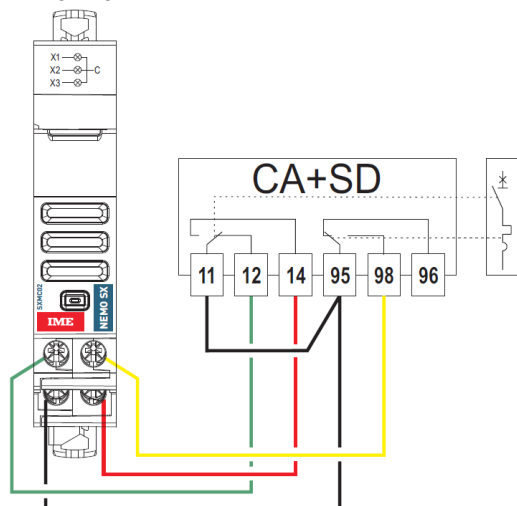 X1
X2
X3
C
CA+SD
11 12 14 95 98 96
SXMC02
IME
NEMO SX